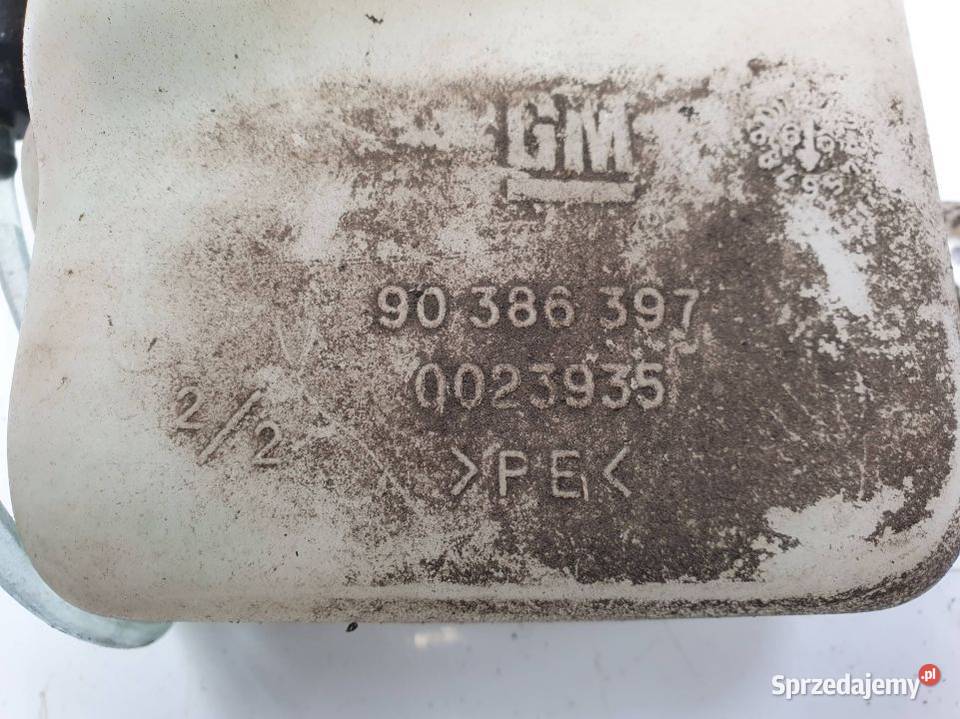 GM
90 386 397
0023935
2/2
>PE<
Sprzedajemy.pl